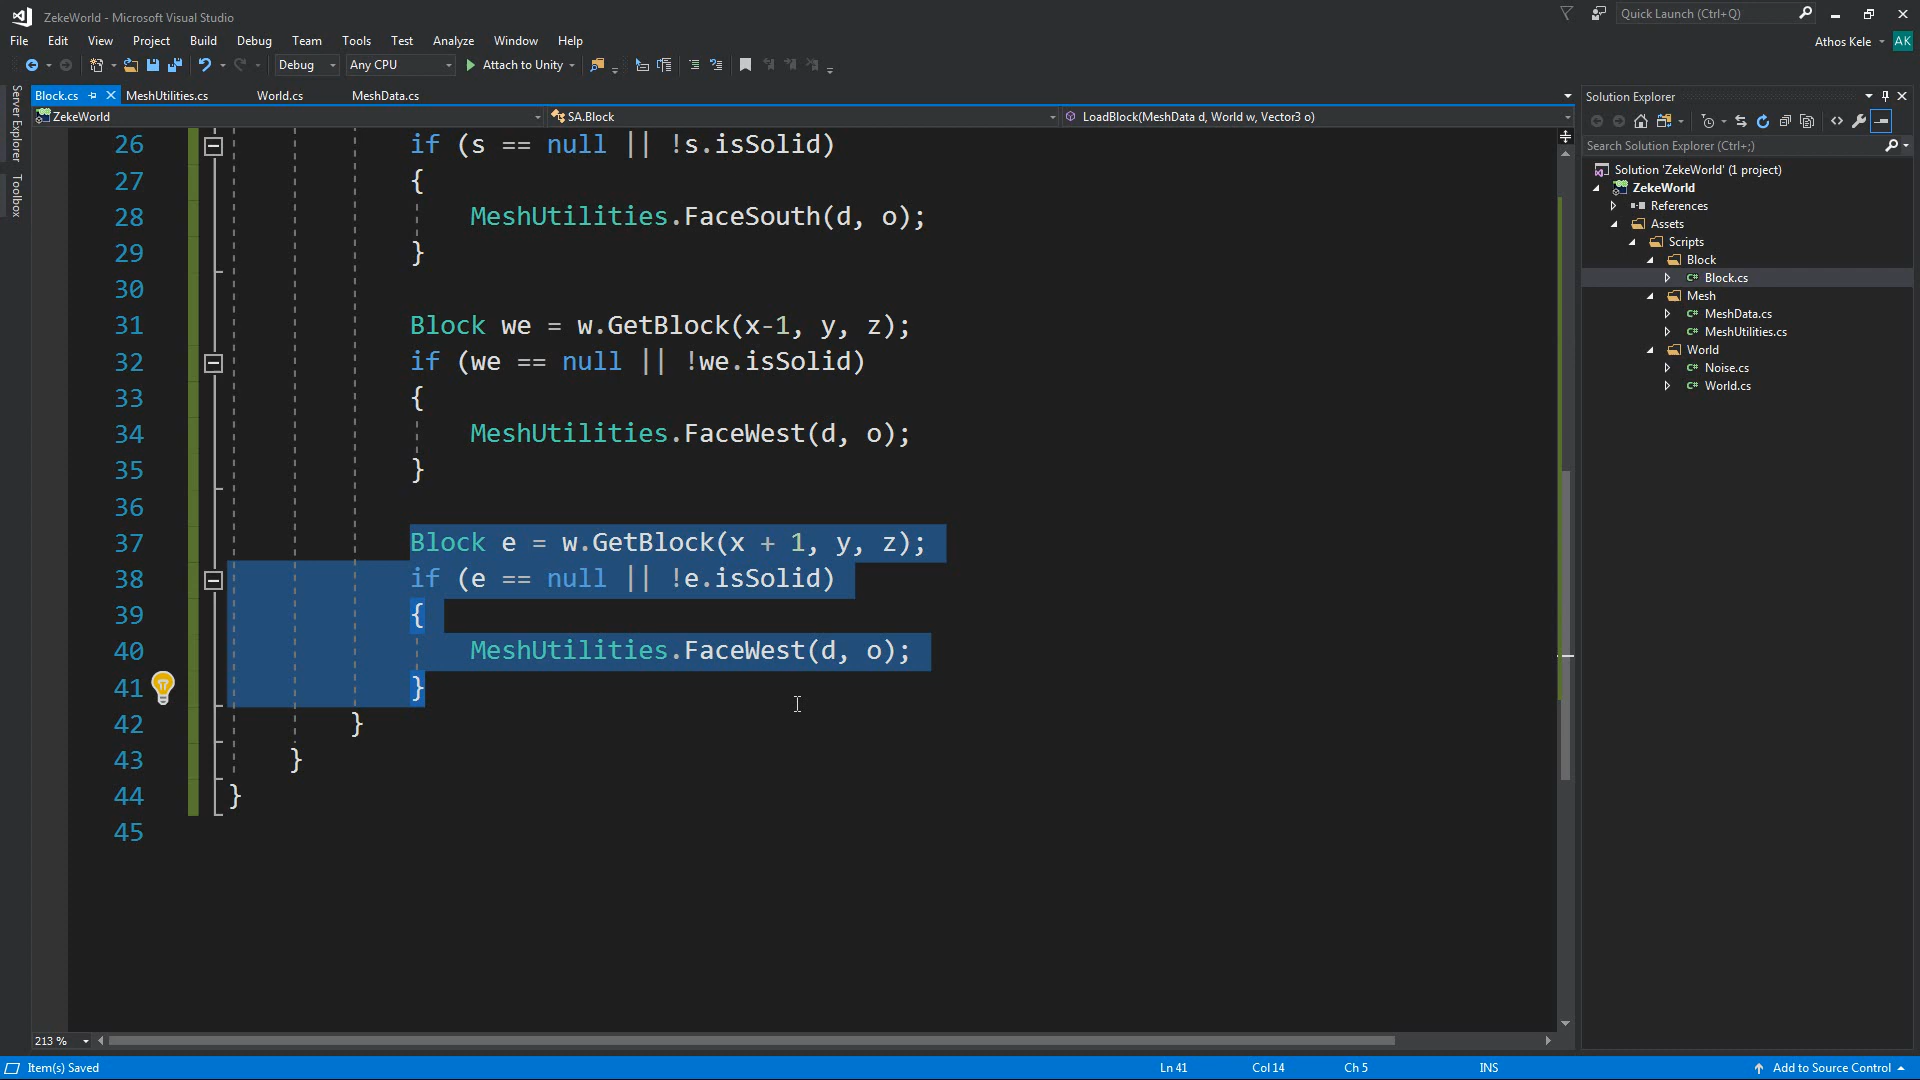 ZekeWorld - Microsoft Visual Studio
Quick Launch (Ctrl+Q)
File Edit View Project Build Debug Team Tools Test Analyze Window Help
Athos Kele AK
Debug Any CPU Attach to Unity
Server Explorer
Toolbox
Block.cs MeshUtilities.cs World.cs MeshData.cs
ZekeWorld SA.Block LoadBlock(MeshData d, World w, Vector3 o)
26 if (s == null || !s.isSolid)
27 {
28 MeshUtilities.FaceSouth(d, o);
29 }
30
31 Block we = w.GetBlock(x-1, y, z);
32 if (we == null || !we.isSolid)
33 {
34 MeshUtilities.FaceWest(d, o);
35 }
36
37 Block e = w.GetBlock(x + 1, y, z);
38 if (e == null || !e.isSolid)
39 {
40 MeshUtilities.FaceWest(d, o);
41 }
42 }
43 }
44 }
45
213 %
Solution Explorer
Search Solution Explorer (Ctrl+;)
Solution 'ZekeWorld' (1 project)
ZekeWorld
References
Assets
Scripts
Block
C# Block.cs
Mesh
C# MeshData.cs
C# MeshUtilities.cs
World
C# Noise.cs
C# World.cs
Item(s) Saved Ln 41 Col 14 Ch 5 INS Add to Source Control